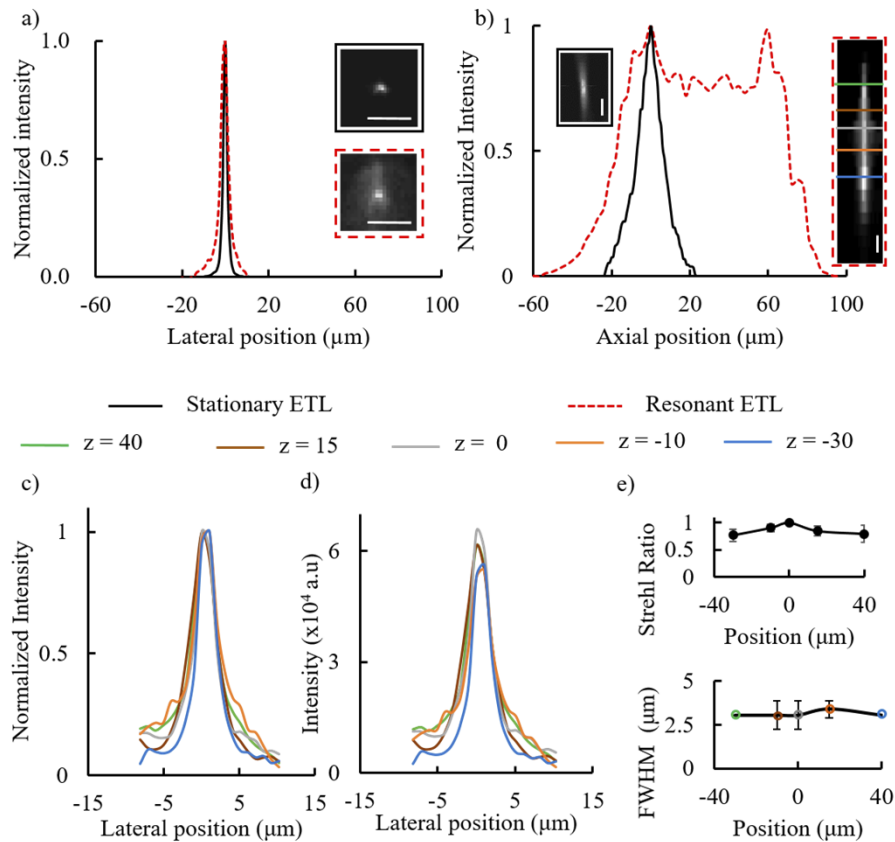 a)
b)
Normalized intensity
1
0.5
0.0
-60
-20
20
60
100
Lateral position (μm)
Normalized Intensity
1
0.5
0
-60
-20
20
60
100
Axial position (μm)
Stationary ETL
Resonant ETL
z = 40
z = 15
z = 0
z = -10
z = -30
c)
d)
e)
Normalized Intensity
1
0.5
0
-15
-5
5
15
Lateral position (μm)
Intensity (x10⁴ a.u)
6
3
0
-15
-5
5
15
Lateral position (μm)
Strehl Ratio
1
0.5
-40
0
40
Position (μm)
FWHM (μm)
5
2.5
0
-40
0
40
Position (μm)